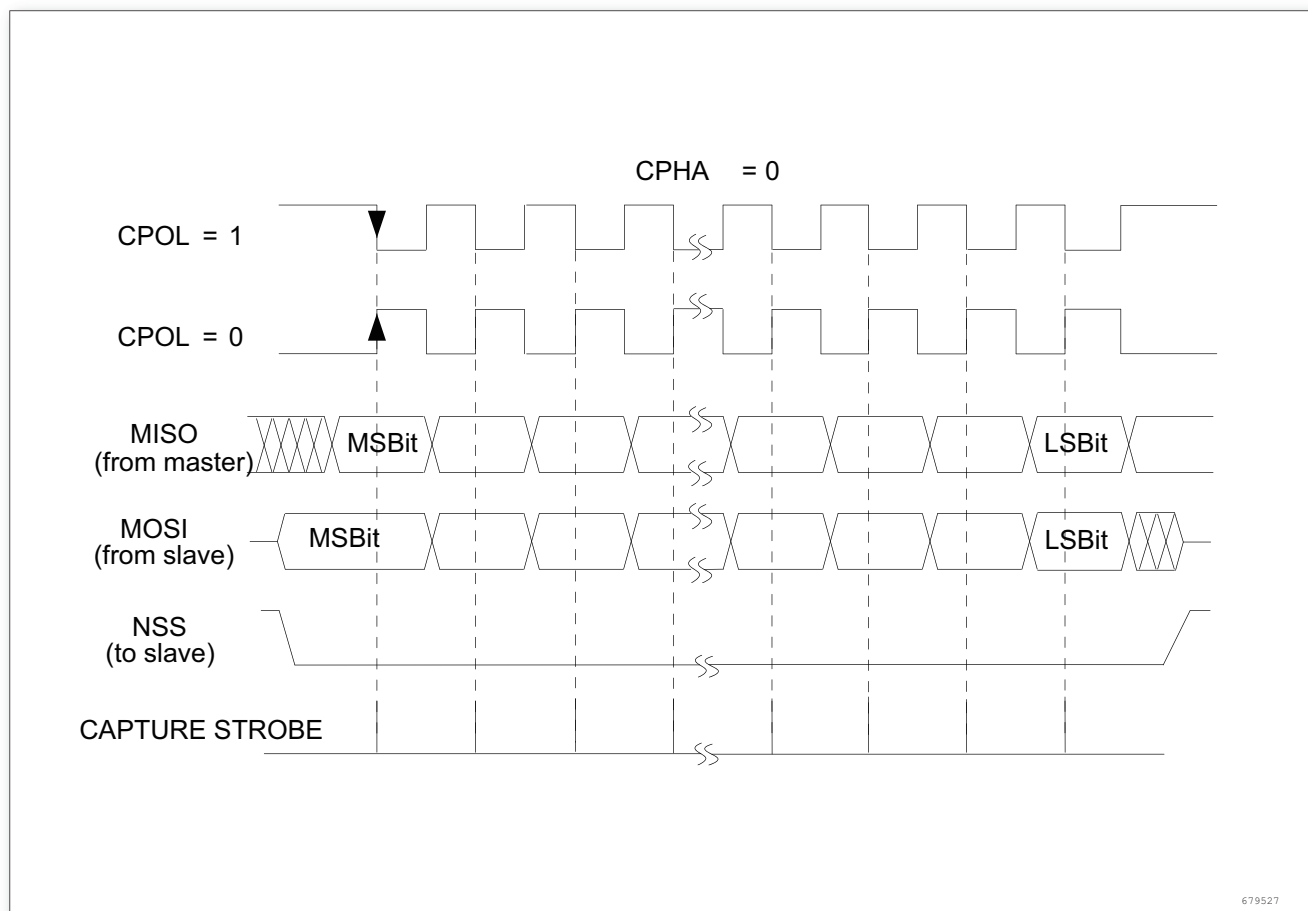 CPHA = 0
CPOL = 1
CPOL = 0
MISO
(from master)
MSBit
LSBit
MOSI
(from slave)
MSBit
LSBit
NSS
(to slave)
CAPTURE STROBE
679527